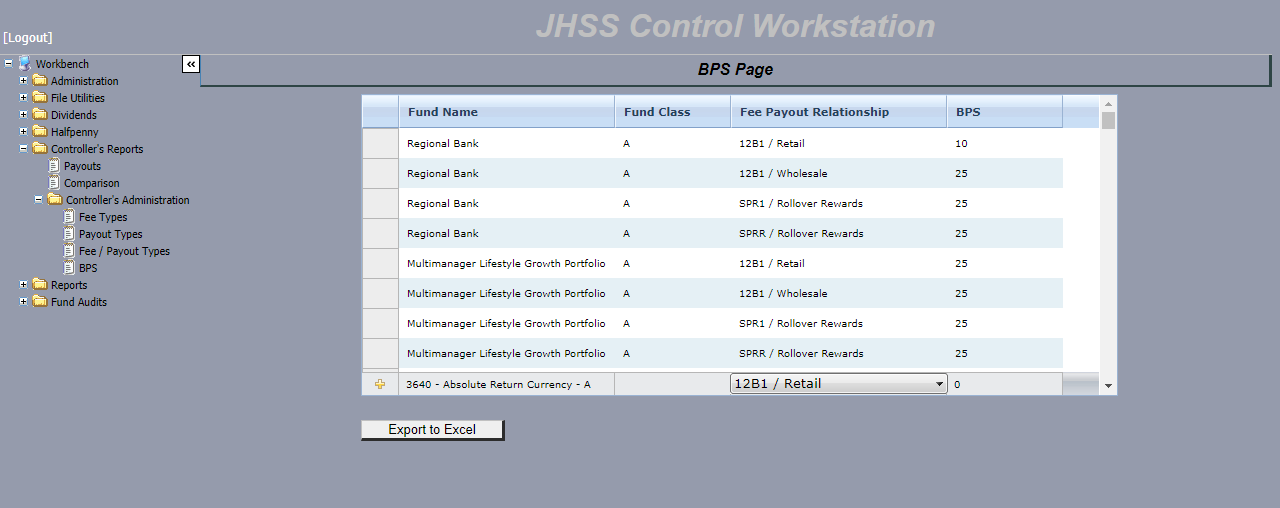 JHSS Control Workstation
[Logout]
Workbench
«
Administration
File Utilities
Dividends
Halfpenny
Controller's Reports
Payouts
Comparison
Controller's Administration
Fee Types
Payout Types
Fee / Payout Types
BPS
Reports
Fund Audits
BPS Page
Fund Name Fund Class Fee Payout Relationship BPS
Regional Bank A 12B1 / Retail 10
Regional Bank A 12B1 / Wholesale 25
Regional Bank A SPR1 / Rollover Rewards 25
Regional Bank A SPRR / Rollover Rewards 25
Multimanager Lifestyle Growth Portfolio A 12B1 / Retail 25
Multimanager Lifestyle Growth Portfolio A 12B1 / Wholesale 25
Multimanager Lifestyle Growth Portfolio A SPR1 / Rollover Rewards 25
Multimanager Lifestyle Growth Portfolio A SPRR / Rollover Rewards 25
3640 - Absolute Return Currency - A 12B1 / Retail 0
Export to Excel